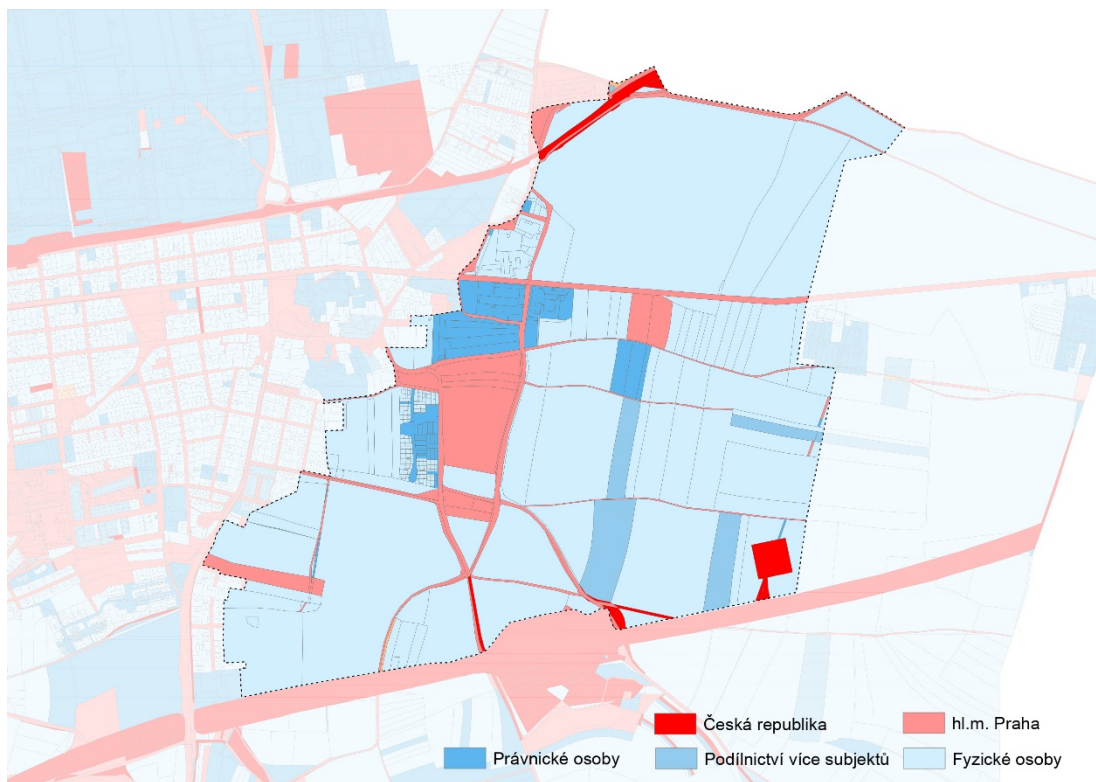 Česká republika
hl.m. Praha
Právnické osoby
Podílnictví více subjektů
Fyzické osoby